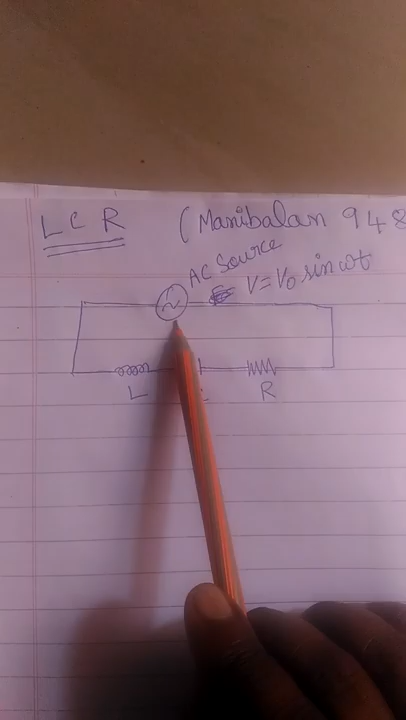 LCR (Manibalan 948
AC Source
V=V₀ sin ωt
L R